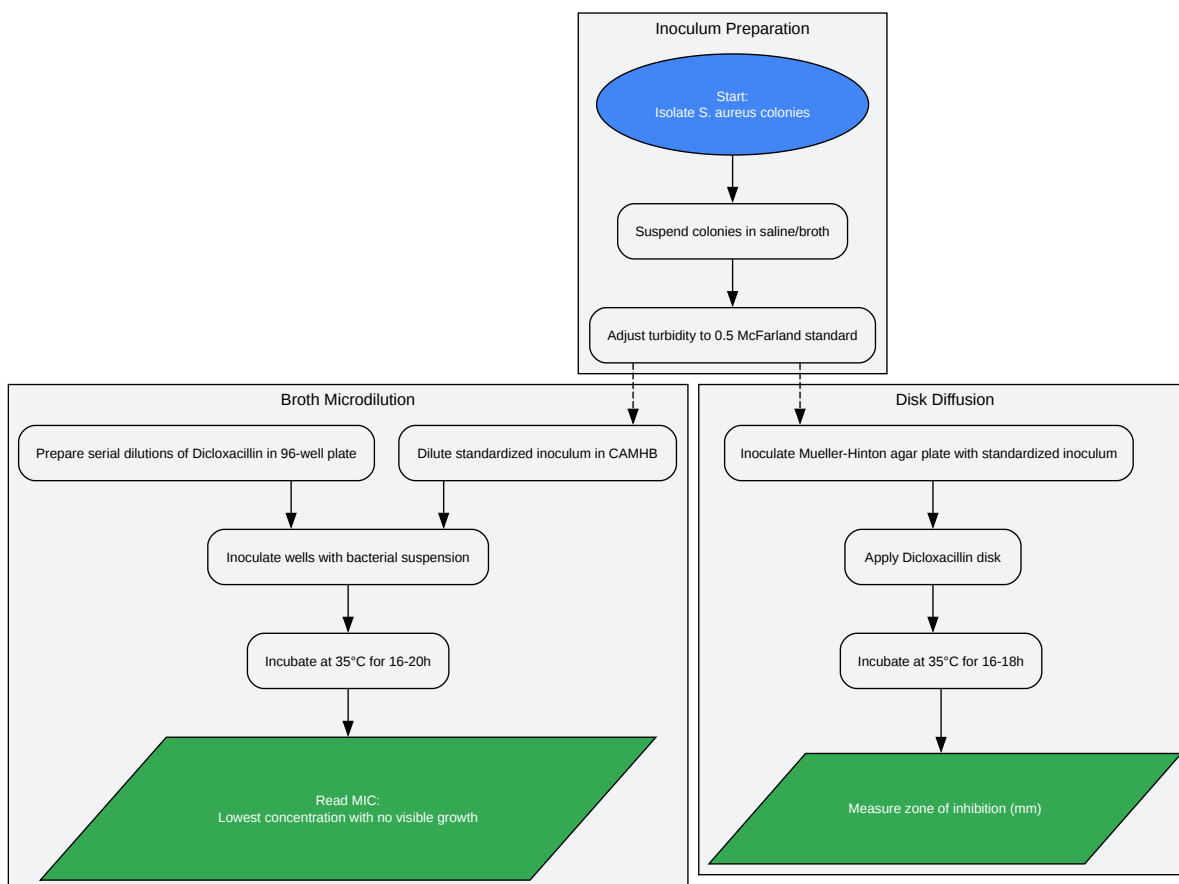 Inoculum Preparation
Start:
Isolate S. aureus colonies
Suspend colonies in saline/broth
Adjust turbidity to 0.5 McFarland standard
Broth Microdilution
Prepare serial dilutions of Dicloxacillin in 96-well plate
Dilute standardized inoculum in CAMHB
Inoculate wells with bacterial suspension
Incubate at 35°C for 16-20h
Read MIC:
Lowest concentration with no visible growth
Disk Diffusion
Inoculate Mueller-Hinton agar plate with standardized inoculum
Apply Dicloxacillin disk
Incubate at 35°C for 16-18h
Measure zone of inhibition (mm)